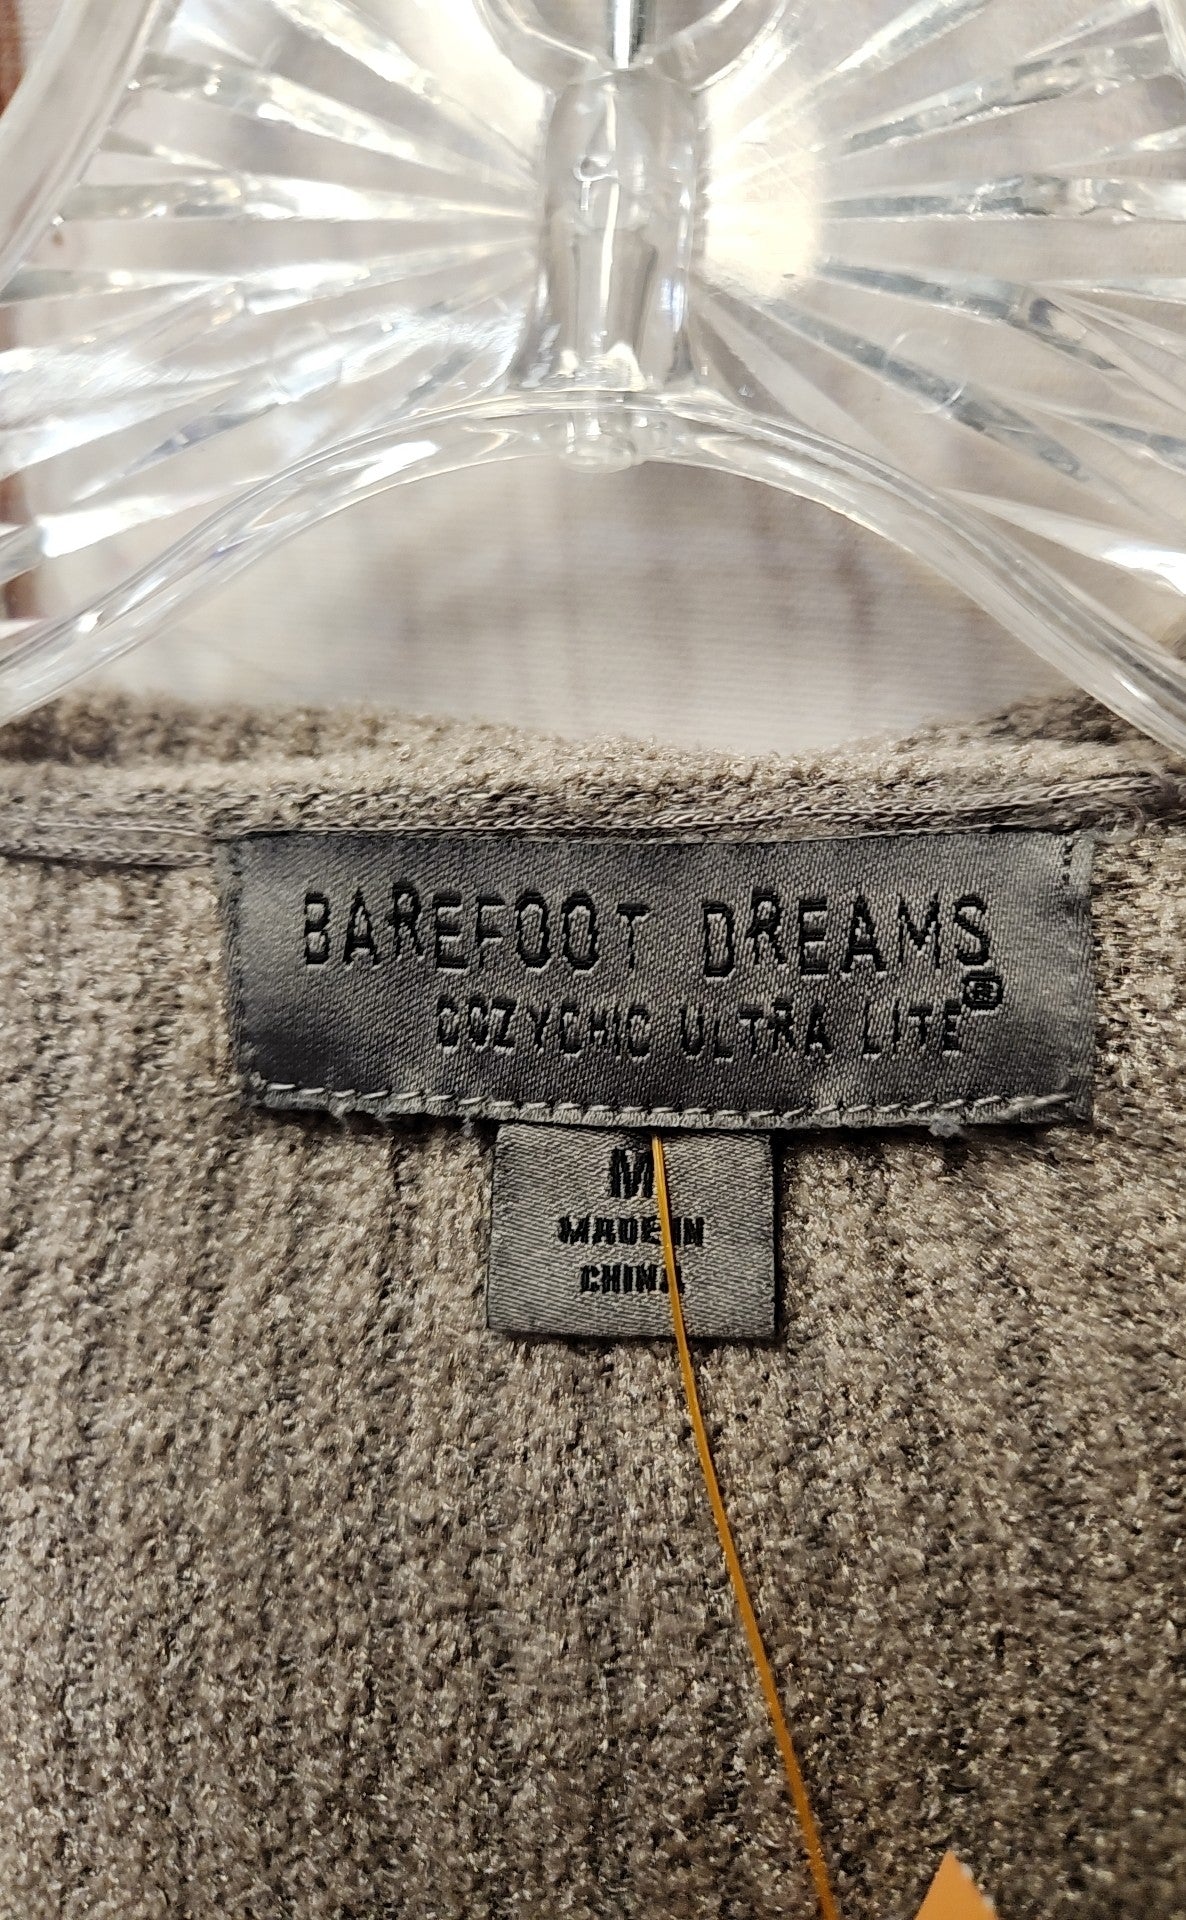 BAREFOOT DREAMS
COZYCHIC ULTRA LITE®
M
MADE IN
CHINA